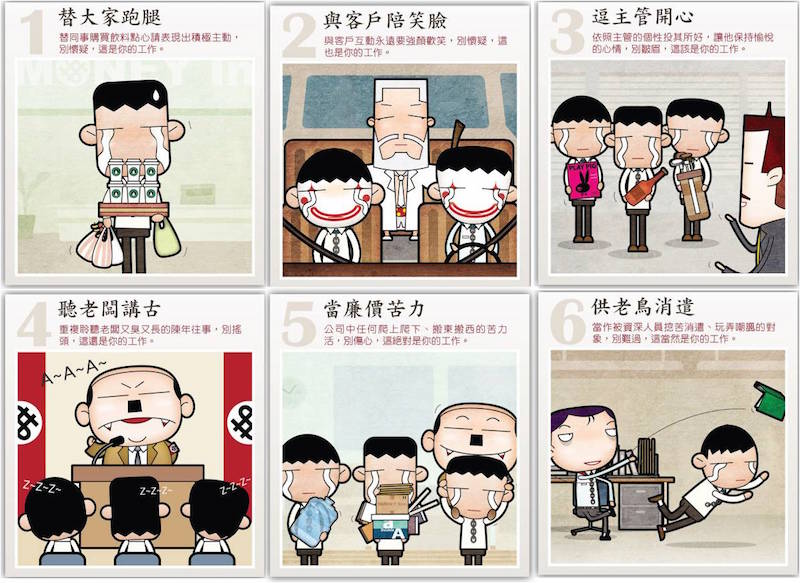 1 替大家跑腿
替同事購買飲料點心請表現出積極主動，
別懷疑，這是你的工作。
MONEY in
2 與客戶陪笑臉
與客戶互動永遠要強顏歡笑，別懷疑，這
也是你的工作。
3 逗主管開心
依照主管的個性投其所好，讓他保持愉悅
的心情，別皺眉，這該是你的工作。
PLAY PIG
4 聽老闆講古
重複聆聽老闆又臭又長的陳年往事，別搖
頭，這還是你的工作。
A~A~A~
Z~Z~Z~
Z~Z~Z~
Z~Z~Z~
5 當廉價苦力
公司中任何爬上爬下、搬東搬西的苦力
活，別傷心，這絕對是你的工作。
A
6 供老鳥消遣
當作被資深人員挖苦消遣、玩弄嘲諷的對
象，別難過，這當然是你的工作。